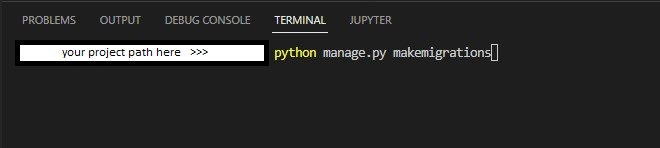 PROBLEMS OUTPUT DEBUG CONSOLE TERMINAL JUPYTER
your project path here >>> python manage.py makemigrations